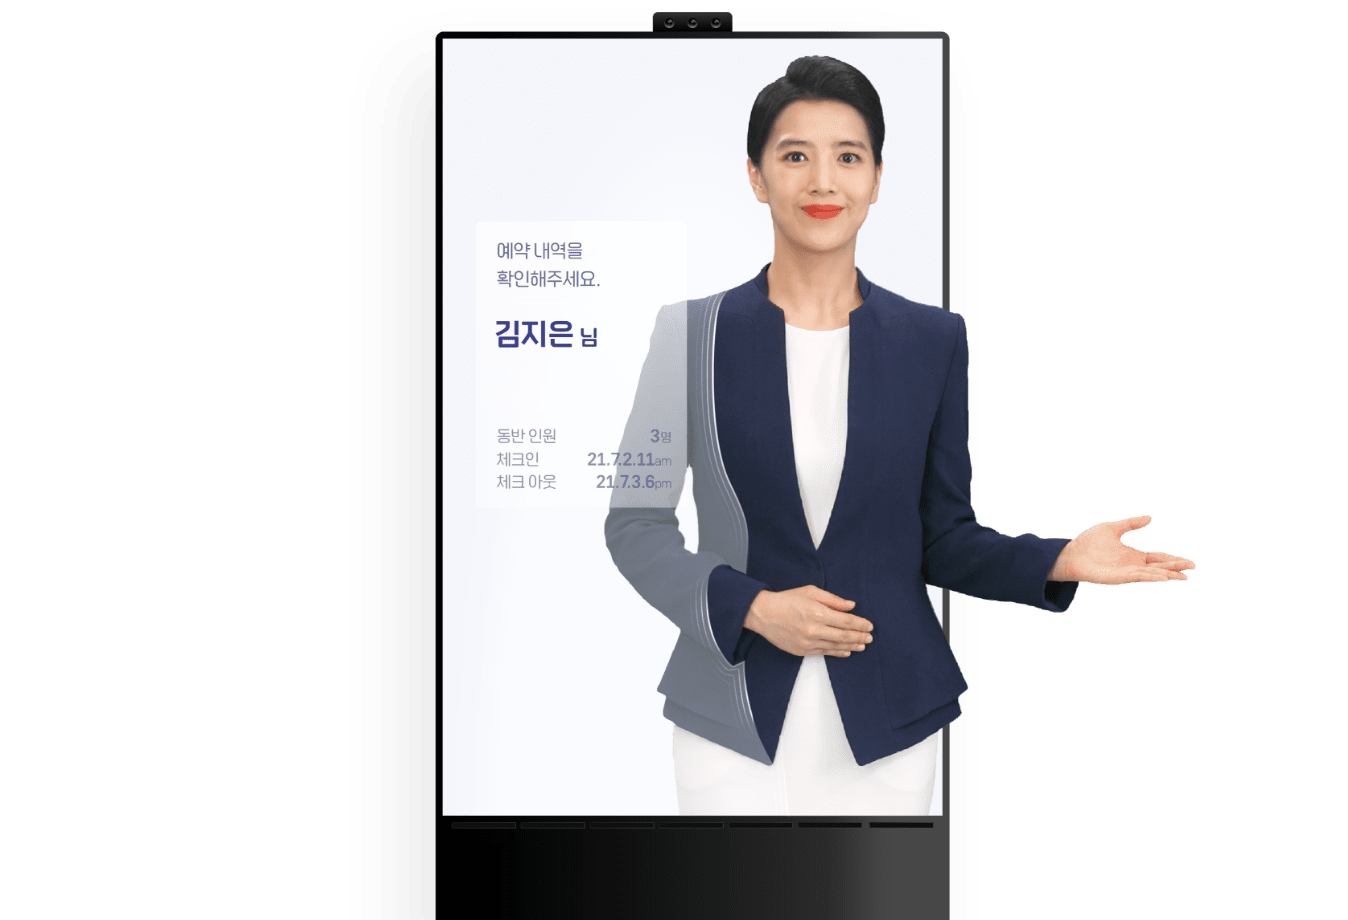 예약 내역을
확인해주세요.
김지은 님
동반 인원 3명
체크인 21.7.2.11am
체크 아웃 21.7.3.6pm